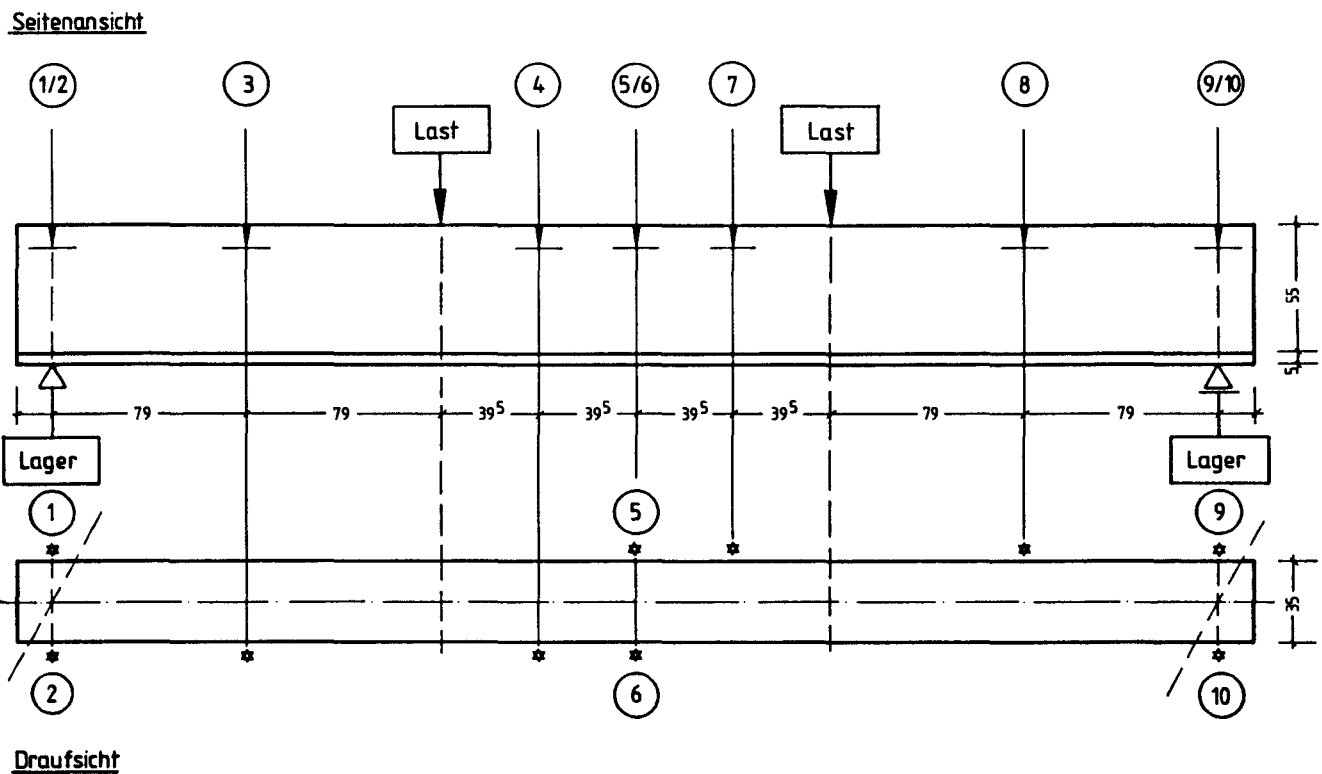 Seitenansicht
1/2 3 4 5/6 7 8 9/10
Last Last
55
5
79 79 39⁵ 39⁵ 39⁵ 39⁵ 79 79
Lager Lager
1 5 9
35
2 6 10
Draufsicht